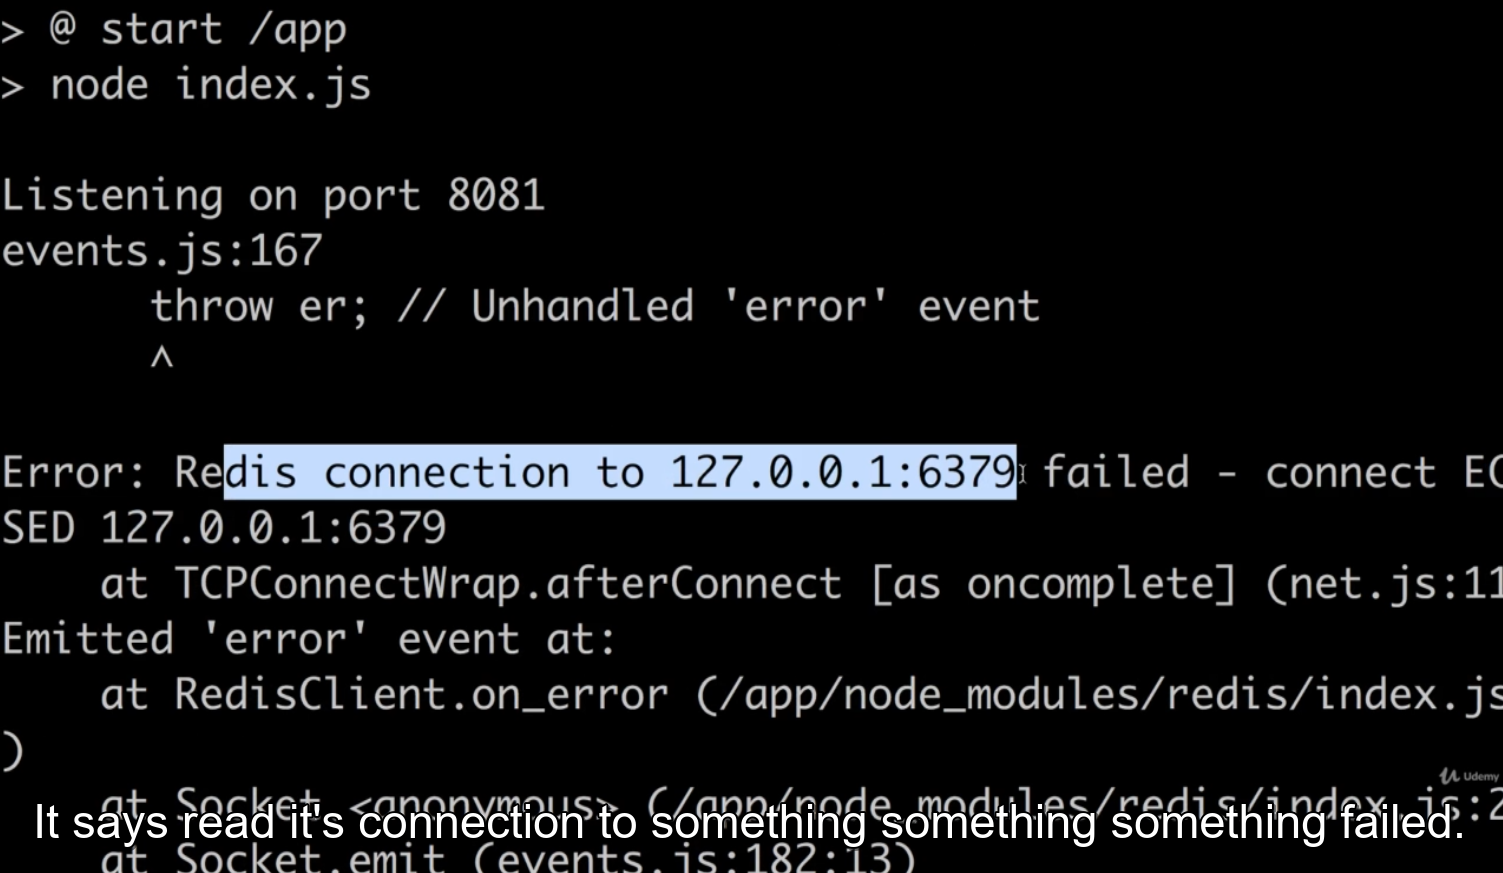 > @ start /app
> node index.js
Listening on port 8081
events.js:167
throw er; // Unhandled 'error' event
^
Error: Redis connection to 127.0.0.1:6379 failed - connect EC
SED 127.0.0.1:6379
at TCPConnectWrap.afterConnect [as oncomplete] (net.js:11
Emitted 'error' event at:
at RedisClient.on_error (/app/node_modules/redis/index.js
)
Udemy
at Socket.<anonymous> (/app/node_modules/redis/index.js:2
It says read it's connection to something something something failed.
at Socket.emit (events.js:182:13)